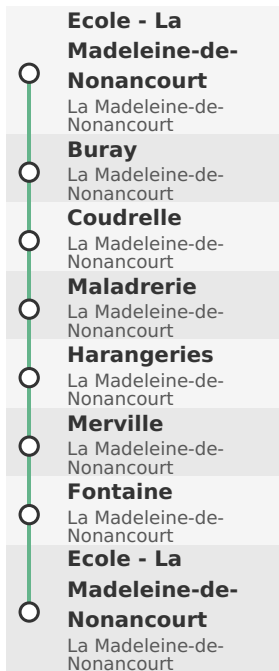 Ecole - La
Madeleine-de-
Nonancourt
La Madeleine-de-
Nonancourt
Buray
La Madeleine-de-
Nonancourt
Coudrelle
La Madeleine-de-
Nonancourt
Maladrerie
La Madeleine-de-
Nonancourt
Harangeries
La Madeleine-de-
Nonancourt
Merville
La Madeleine-de-
Nonancourt
Fontaine
La Madeleine-de-
Nonancourt
Ecole - La
Madeleine-de-
Nonancourt
La Madeleine-de-
Nonancourt